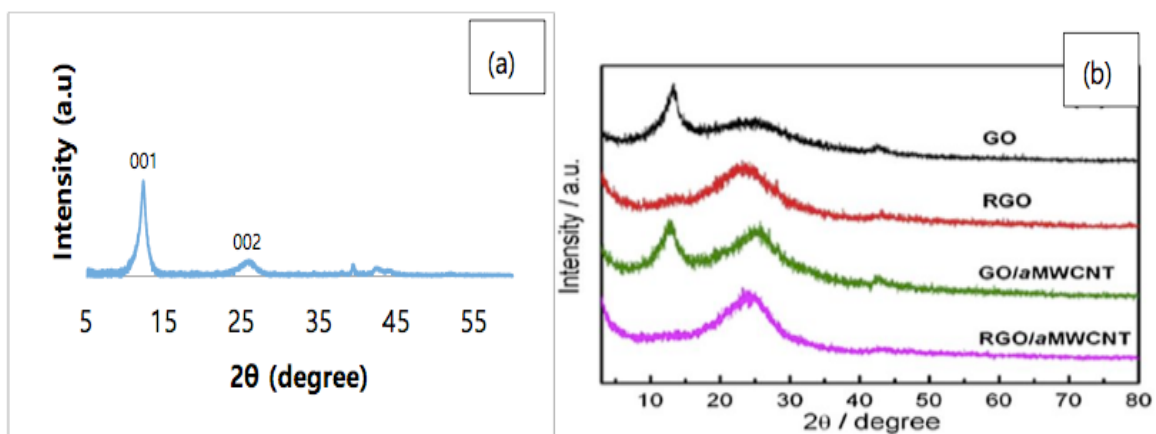 (a)
Intensity (a.u)
001
002
5 15 25 35 45 55
2θ (degree)
(b)
Intensity / a.u.
GO
RGO
GO/aMWCNT
RGO/aMWCNT
10 20 30 40 50 60 70 80
2θ / degree